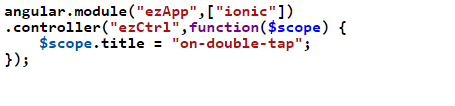 angular.module("ezApp",["ionic"])
.controller("ezCtrl",function($scope) {
    $scope.title = "on-double-tap";
});